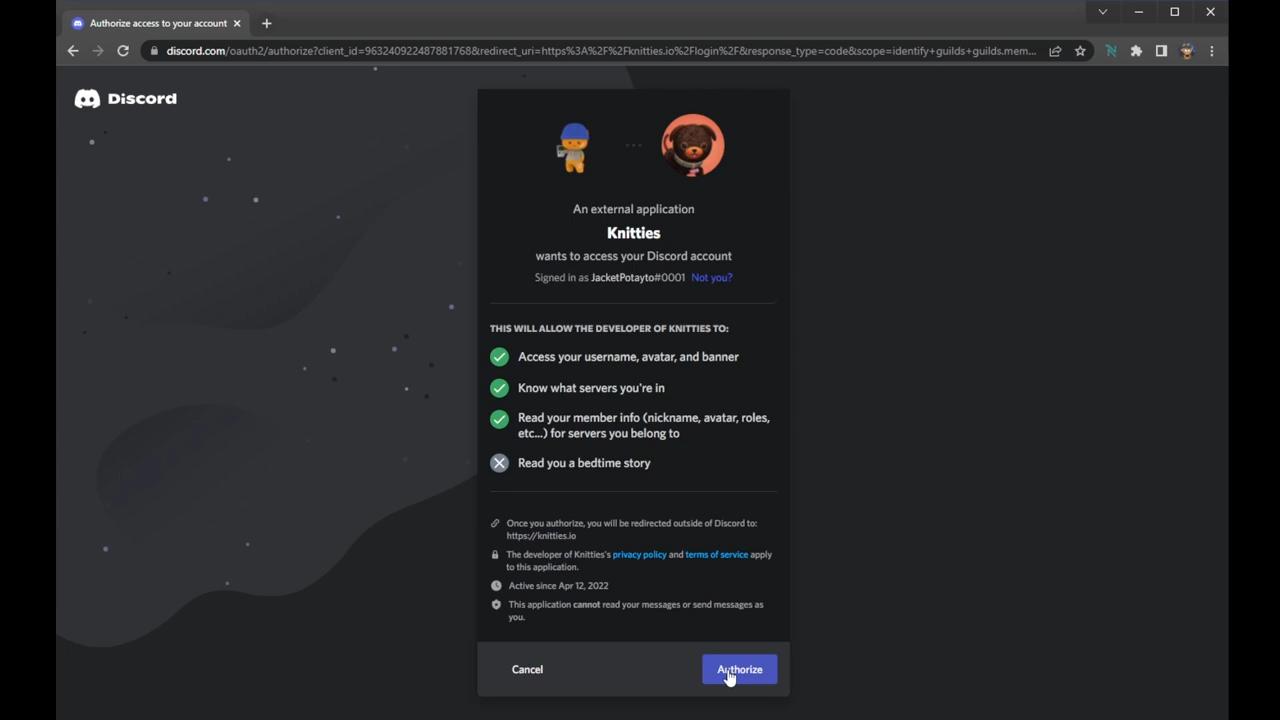 Authorize access to your account
discord.com/oauth2/authorize?client_id=963240922487881768&redirect_uri=https%3A%2F%2Fknitties.io%2Flogin%2F&response_type=code&scope=identify+guilds+guilds.mem...
Discord
An external application
Knitties
wants to access your Discord account
Signed in as JacketPotayto#0001 Not you?
THIS WILL ALLOW THE DEVELOPER OF KNITTIES TO:
Access your username, avatar, and banner
Know what servers you're in
Read your member info (nickname, avatar, roles,
etc...) for servers you belong to
Read you a bedtime story
Once you authorize, you will be redirected outside of Discord to:
https://knitties.io
The developer of Knitties's privacy policy and terms of service apply
to this application.
Active since Apr 12, 2022
This application cannot read your messages or send messages as
you.
Cancel
Authorize